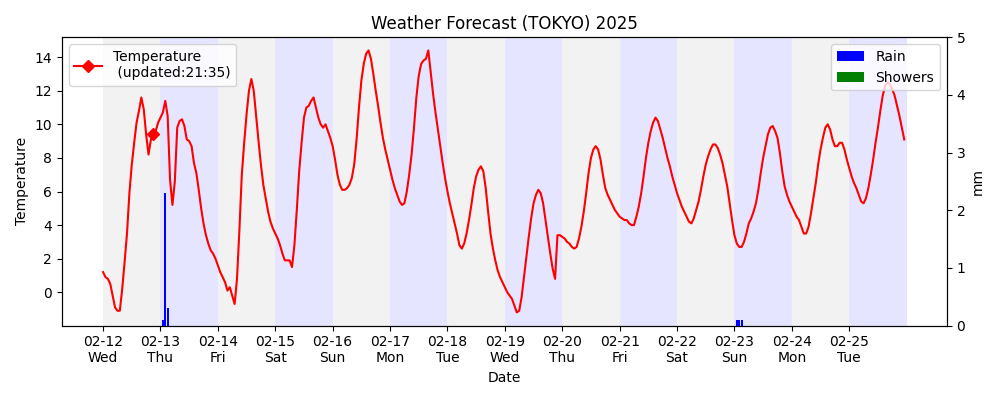 Weather Forecast (TOKYO) 2025
Temperature
(updated:21:35)
Rain
Showers
14
12
10
8
6
4
2
0
Temperature
5
4
3
2
1
0
mm
02-12 02-13 02-14 02-15 02-16 02-17 02-18 02-19 02-20 02-21 02-22 02-23 02-24 02-25
Wed Thu Fri Sat Sun Mon Tue Wed Thu Fri Sat Sun Mon Tue
Date